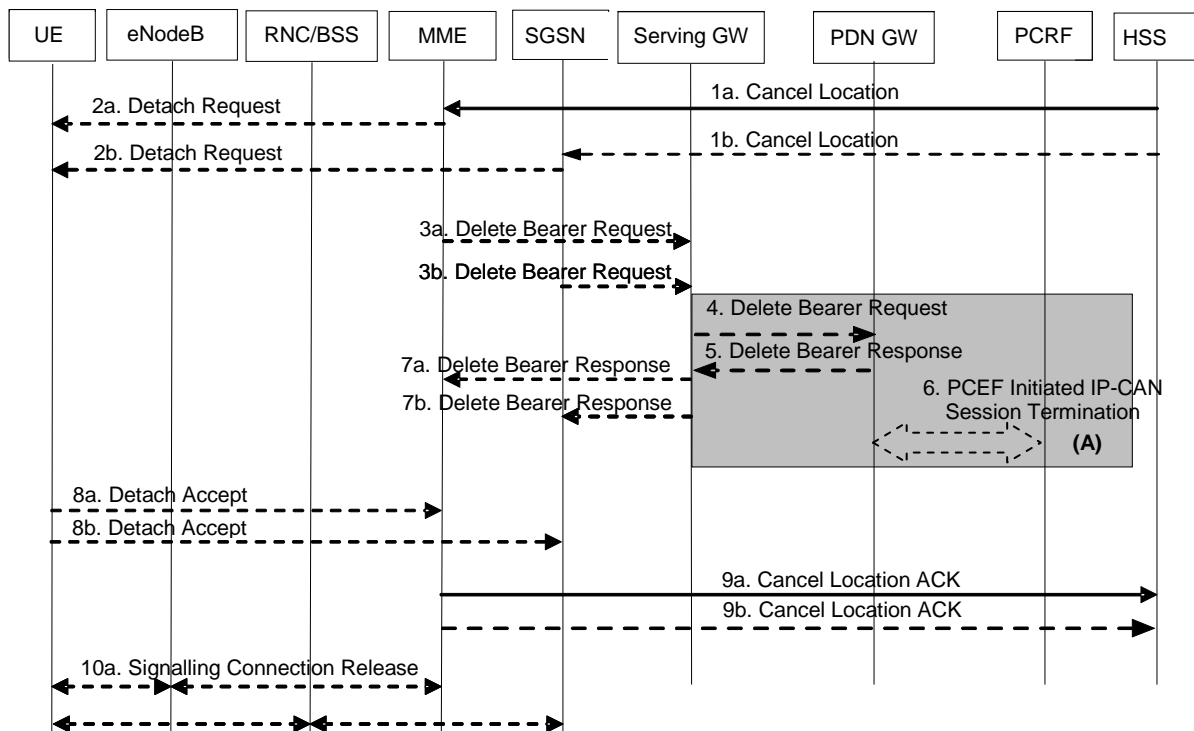 UE
eNodeB
RNC/BSS
MME
SGSN
Serving GW
PDN GW
PCRF
HSS
2a. Detach Request
1a. Cancel Location
2b. Detach Request
1b. Cancel Location
3a. Delete Bearer Request
3b. Delete Bearer Request
4. Delete Bearer Request
5. Delete Bearer Response
7a. Delete Bearer Response
6. PCEF Initiated IP-CAN
Session Termination
7b. Delete Bearer Response
(A)
8a. Detach Accept
8b. Detach Accept
9a. Cancel Location ACK
9b. Cancel Location ACK
10a. Signalling Connection Release